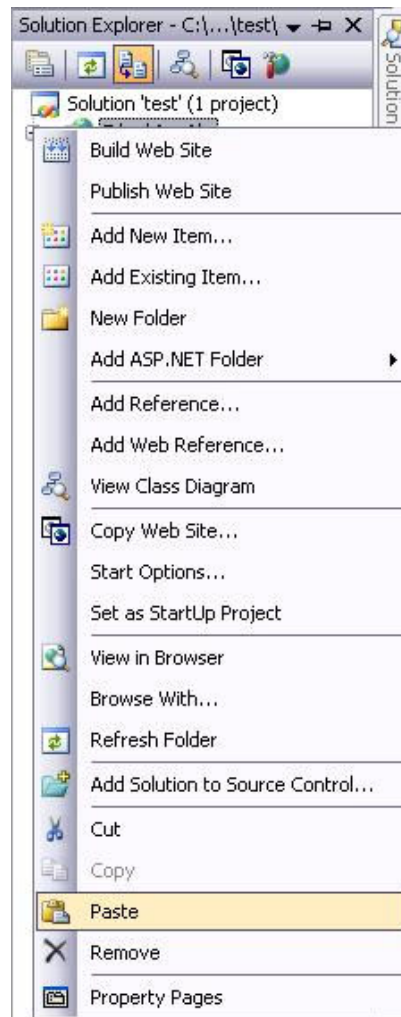 Solution Explorer - C:\...\test\
Solution
Solution 'test' (1 project)
Build Web Site
Publish Web Site
Add New Item...
Add Existing Item...
New Folder
Add ASP.NET Folder
Add Reference...
Add Web Reference...
View Class Diagram
Copy Web Site...
Start Options...
Set as StartUp Project
View in Browser
Browse With...
Refresh Folder
Add Solution to Source Control...
Cut
Copy
Paste
Remove
Property Pages